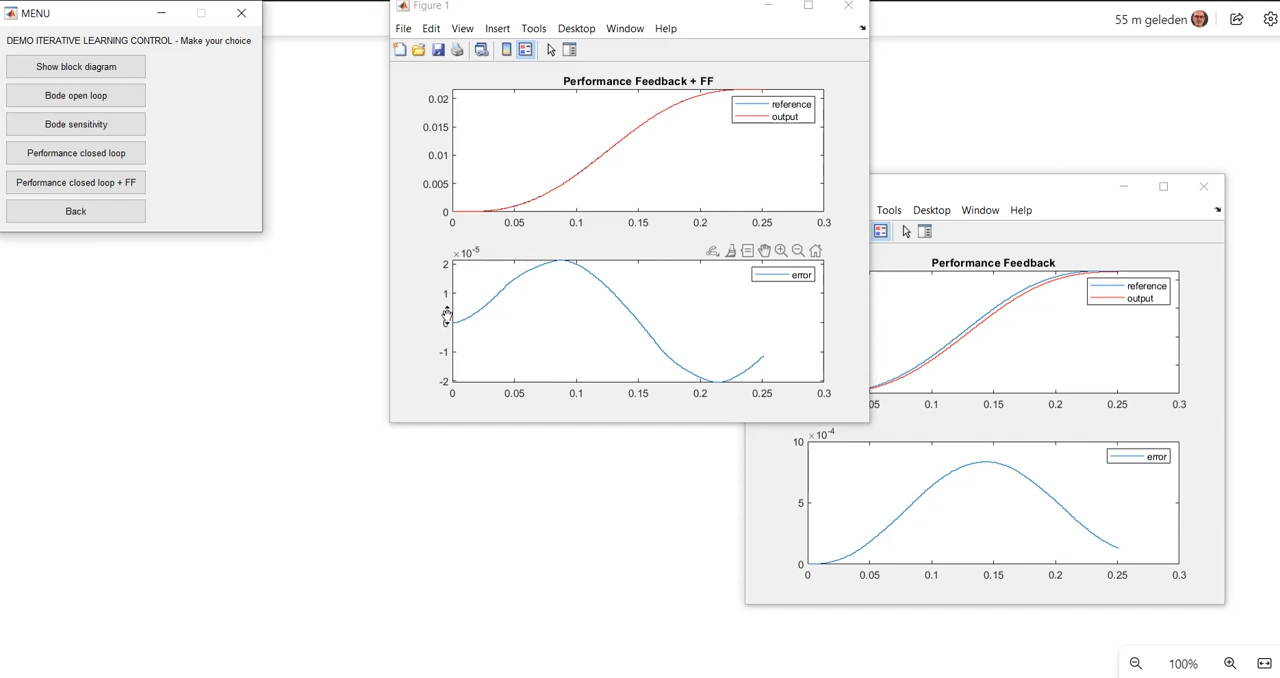 MENU
DEMO ITERATIVE LEARNING CONTROL - Make your choice
Show block diagram
Bode open loop
Bode sensitivity
Performance closed loop
Performance closed loop + FF
Back
Figure 1
File Edit View Insert Tools Desktop Window Help
Performance Feedback + FF
0.02
0.015
0.01
0.005
0
reference
output
0 0.05 0.1 0.15 0.2 0.25 0.3
×10-5
2
1
0
-1
-2
error
0 0.05 0.1 0.15 0.2 0.25 0.3
55 m geleden
Tools Desktop Window Help
Performance Feedback
reference
output
05 0.1 0.15 0.2 0.25 0.3
×10-4
10
5
0
error
0 0.05 0.1 0.15 0.2 0.25 0.3
100%